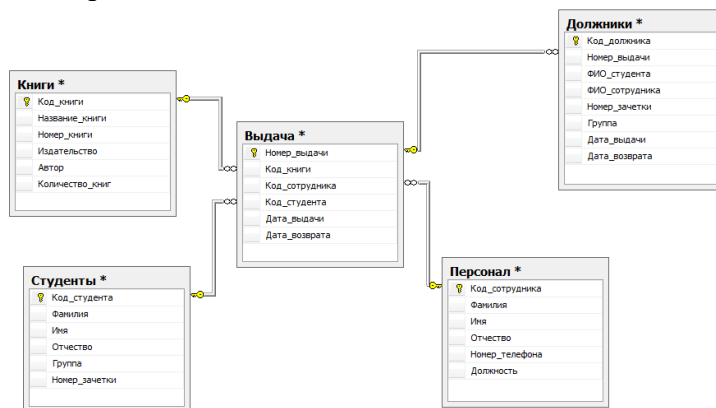 Должники *
Код_должника
Номер_выдачи
ФИО_студента
ФИО_сотрудника
Номер_зачетки
Группа
Дата_выдачи
Дата_возврата
Книги *
Код_книги
Название_книги
Номер_книги
Издательство
Автор
Количество_книг
Выдача *
Номер_выдачи
Код_книги
Код_сотрудника
Код_студента
Дата_выдачи
Дата_возврата
Студенты *
Код_студента
Фамилия
Имя
Отчество
Группа
Номер_зачетки
Персонал *
Код_сотрудника
Фамилия
Имя
Отчество
Номер_телефона
Должность